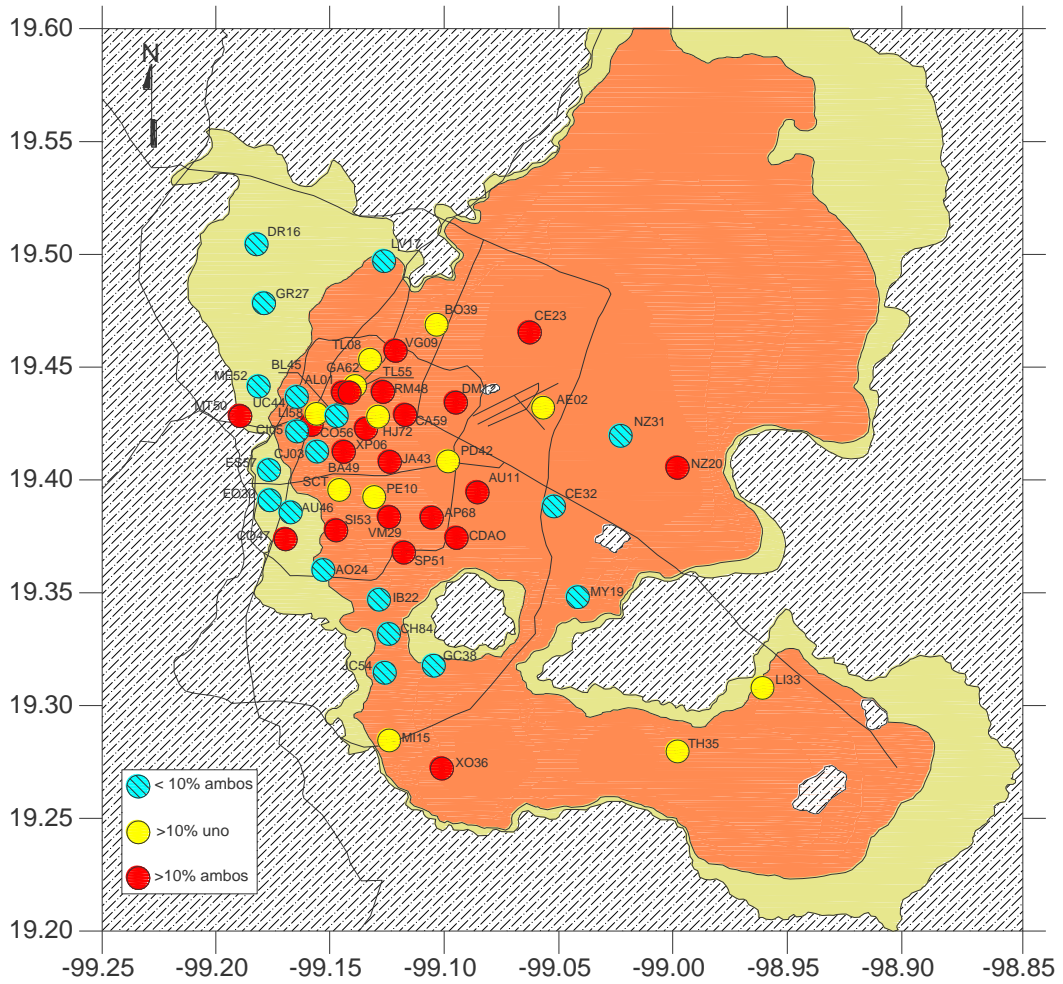 19.60
19.55
19.50
19.45
19.40
19.35
19.30
19.25
19.20
N
DR16
LV17
GR27
BO39
CE23
TL08
VG09
BL45
GA62
TL55
ME52
AL01
RM48
DM12
MT50
UC44
AE02
LI58
CA59
CI05
CO56
HJ72
NZ31
XP06
CJ03
JA43
PD42
ES57
BA49
NZ20
SCT
AU11
EO30
PE10
CE32
AU46
SI53
AP68
CO47
VM29
CDAO
SP51
AO24
IB22
MY19
CH84
JC54
GC38
LI33
MI15
TH35
XO36
< 10% ambos
>10% uno
>10% ambos
-99.25 -99.20 -99.15 -99.10 -99.05 -99.00 -98.95 -98.90 -98.85